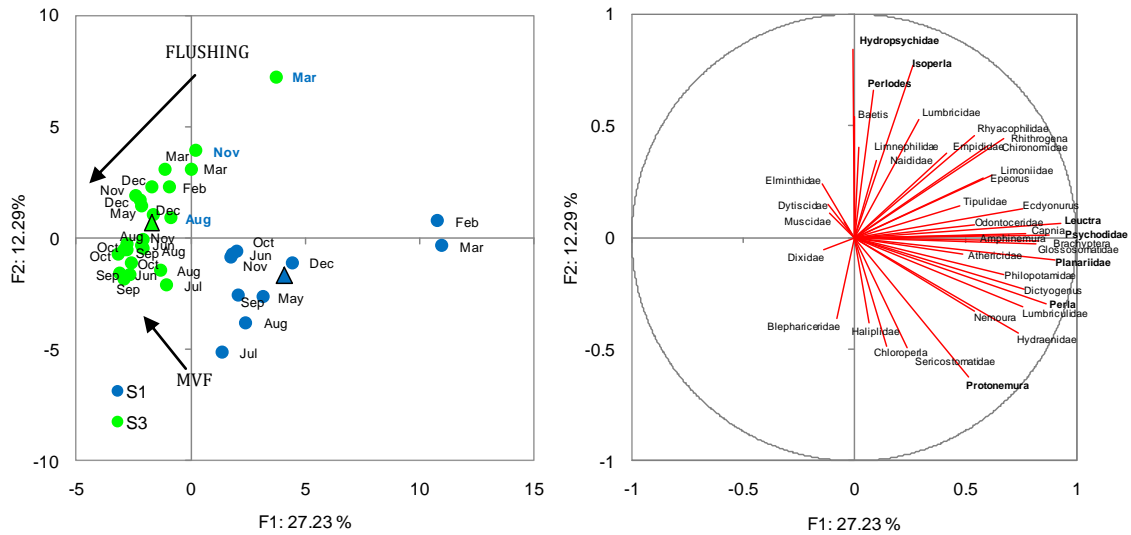 10
5
0
-5
-10
-5
0
5
10
15
F2: 12.29%
F1: 27.23 %
FLUSHING
Mar
Nov
Mar
Mar
Dec
Feb
Nov
Dec
Dec
May
Aug
Aug
Nov
Oct
Jun
Oct
Sep
Aug
Oct
Sep
Jun
Aug
Sep
Jul
Oct
Jun
Nov
Dec
Sep
May
Aug
Jul
Feb
Mar
MVF
S1
S3
1
0.5
0
-0.5
-1
-1
-0.5
0
0.5
1
F2: 12.29 %
F1: 27.23 %
Hydropsychidae
Isoperla
Perlodes
Baetis
Lumbricidae
Rhyacophilidae
Rhithrogena
Limnephilidae
Empididae
Chironomidae
Naididae
Limoniidae
Elminthidae
Epeorus
Dytiscidae
Tipulidae
Ecdyonurus
Muscidae
Odontoceridae
Leuctra
Capnia
Psychodidae
Amphinemura
Brachyptera
Glossosomatidae
Dixidae
Athericidae
Planariidae
Philopotamidae
Dictyogenus
Perla
Nemoura
Lumbriculidae
Blephariceridae
Haliplidae
Hydraenidae
Chloroperla
Sericostomatidae
Protonemura